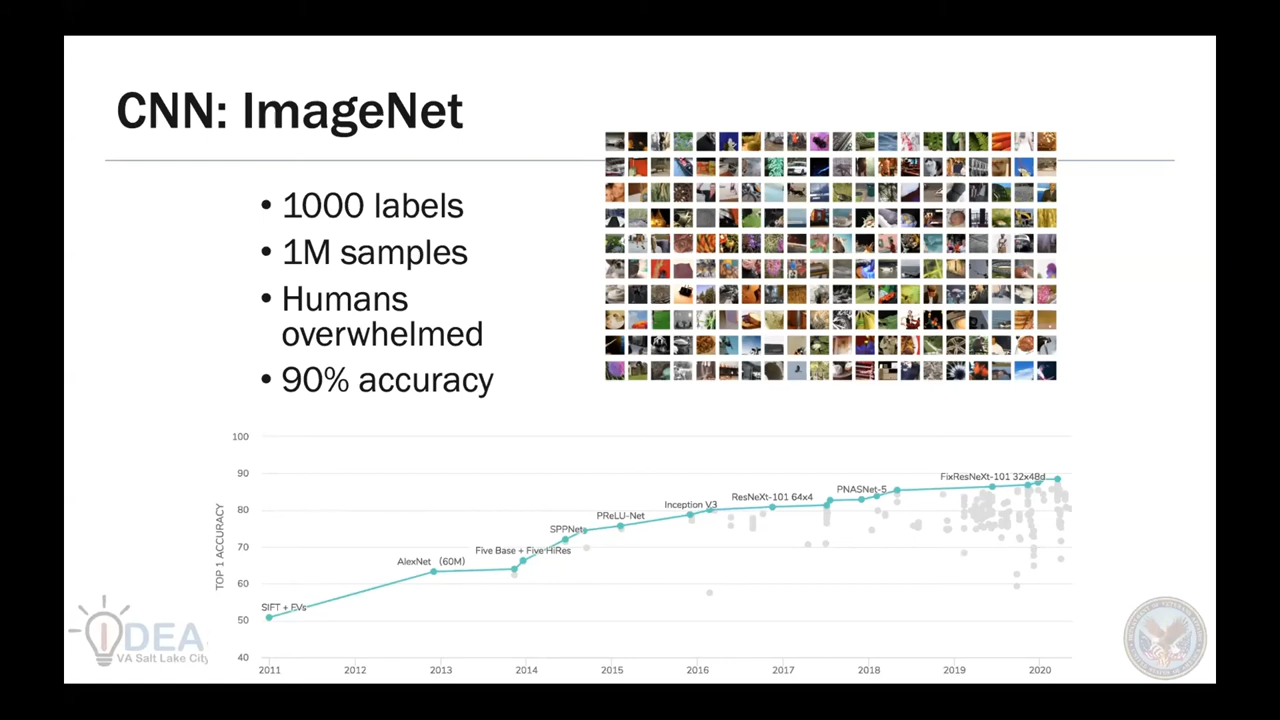 CNN: ImageNet
• 1000 labels
• 1M samples
• Humans
overwhelmed
• 90% accuracy
TOP 1 ACCURACY
100
90
80
70
60
50
40
SIFT + FVs
AlexNet (60M)
Five Base + Five HiRes
SPPNet
PReLU-Net
Inception V3
ResNeXt-101 64x4
PNASNet-5
FixResNeXt-101 32x48d
2011
2012
2013
2014
2015
2016
2017
2018
2019
2020
IDEA
VA Salt Lake City